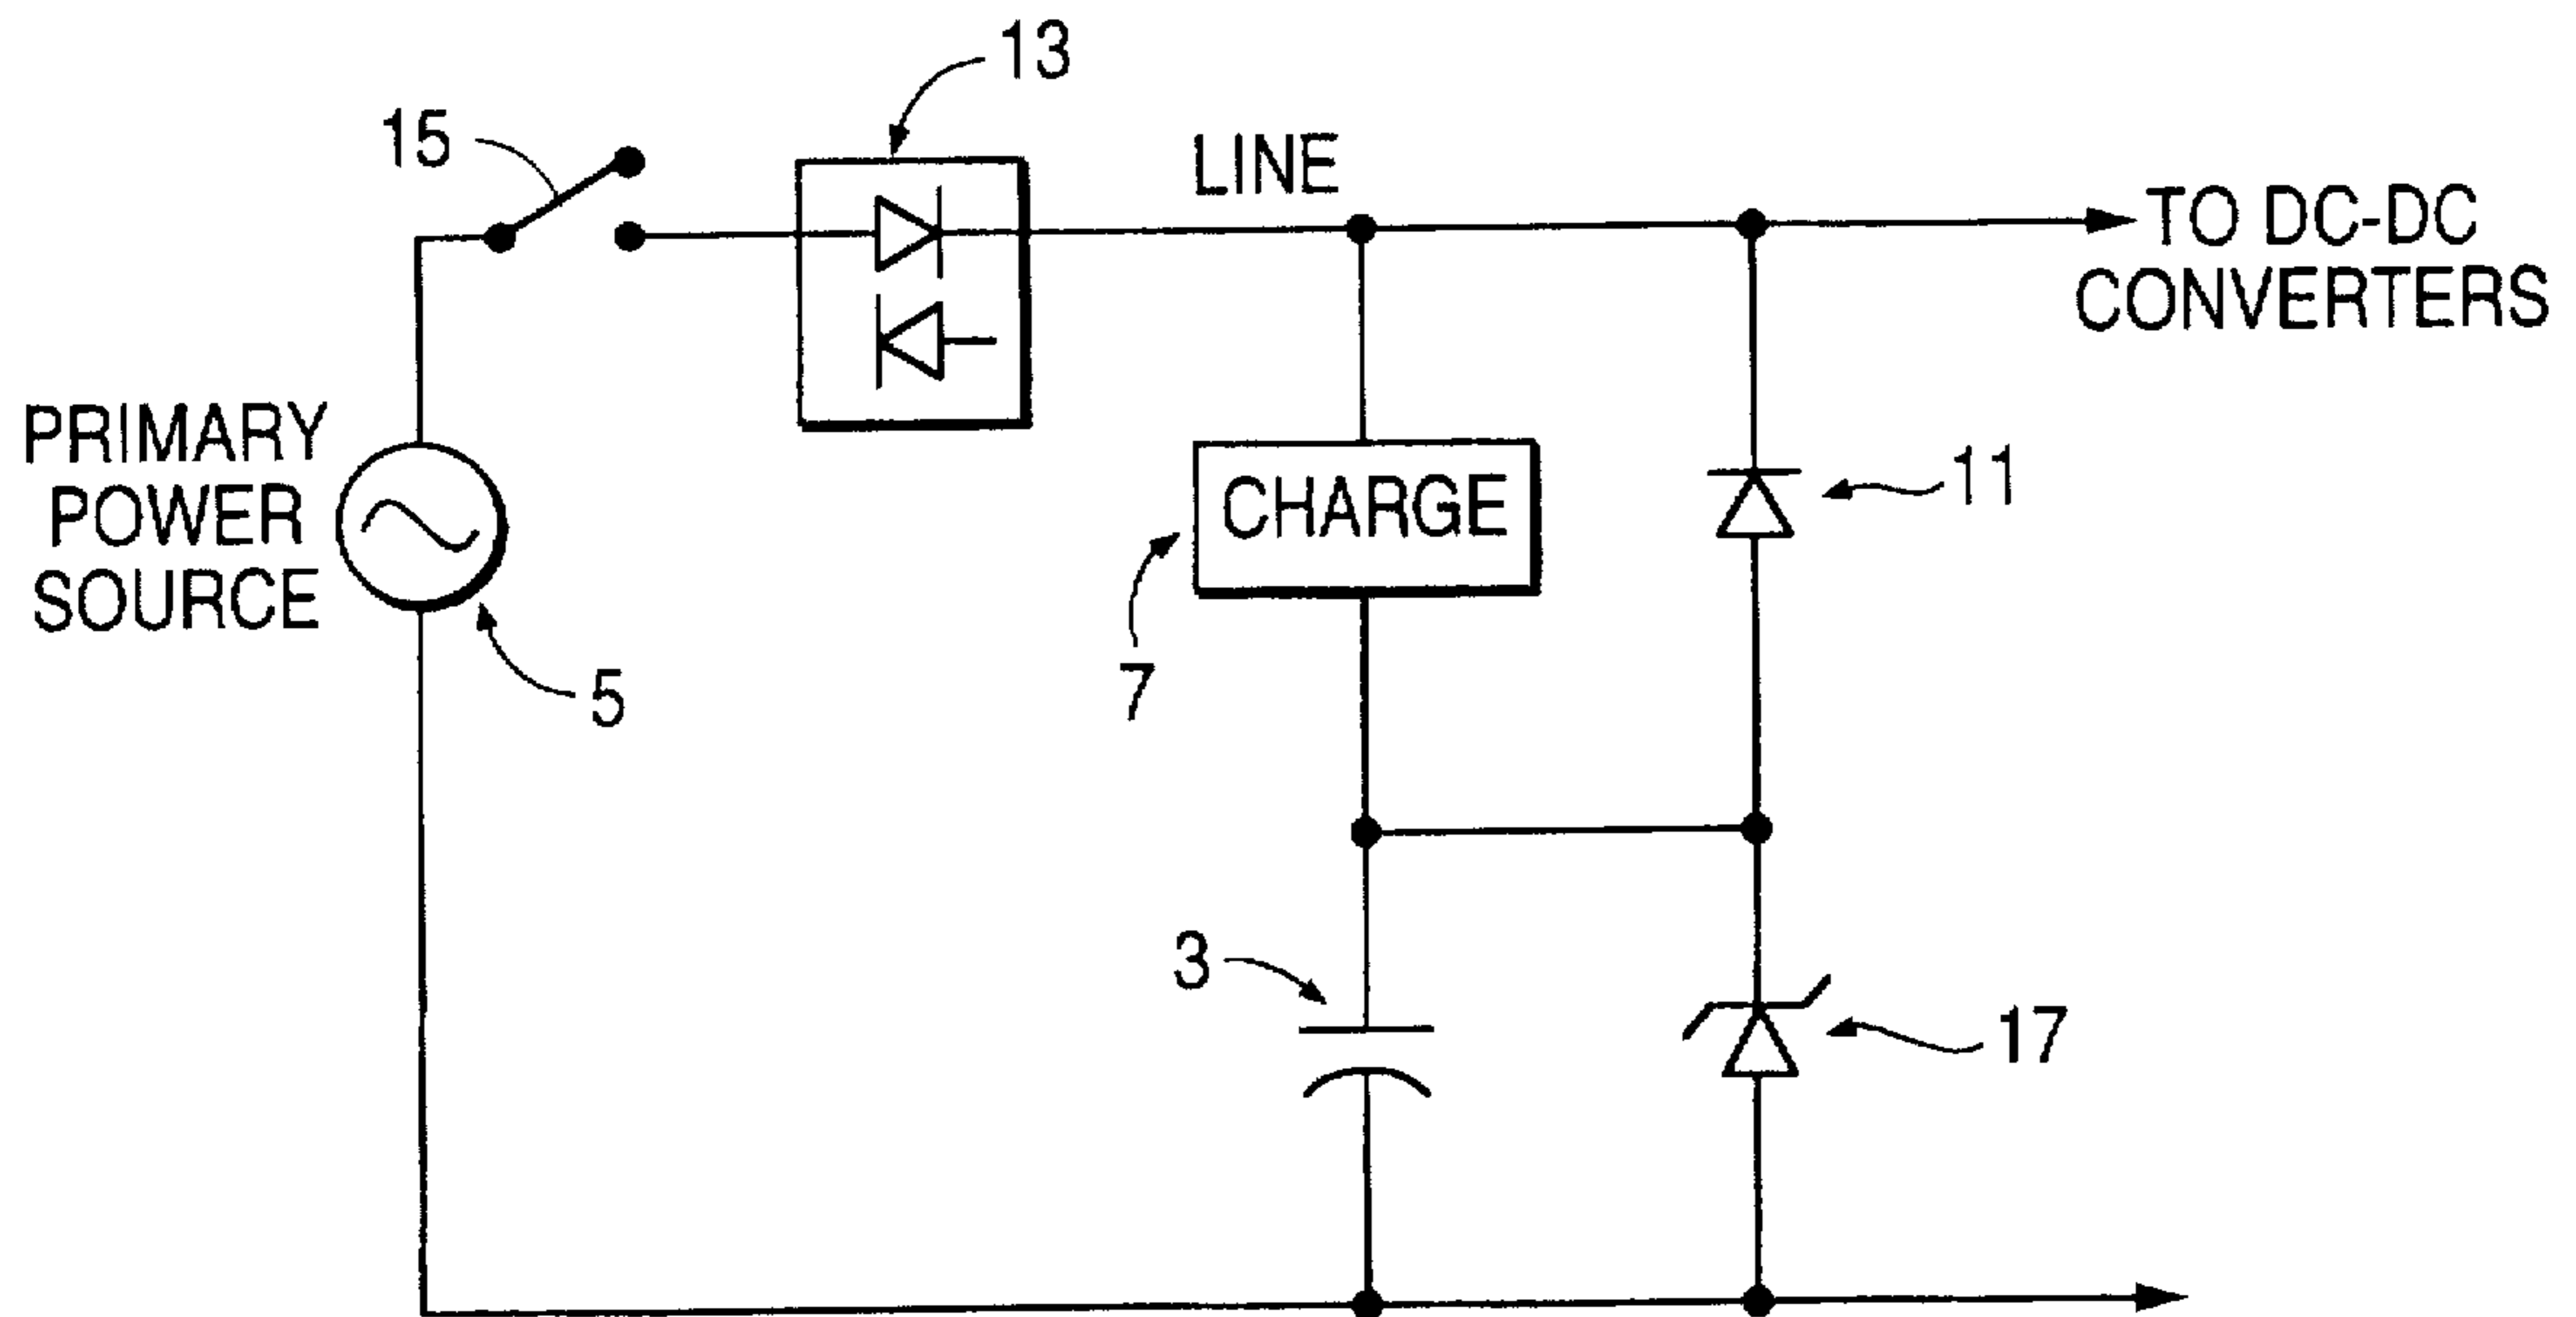 13
15
LINE
TO DC-DC
CONVERTERS
PRIMARY
POWER
SOURCE
CHARGE
11
7
5
3
17